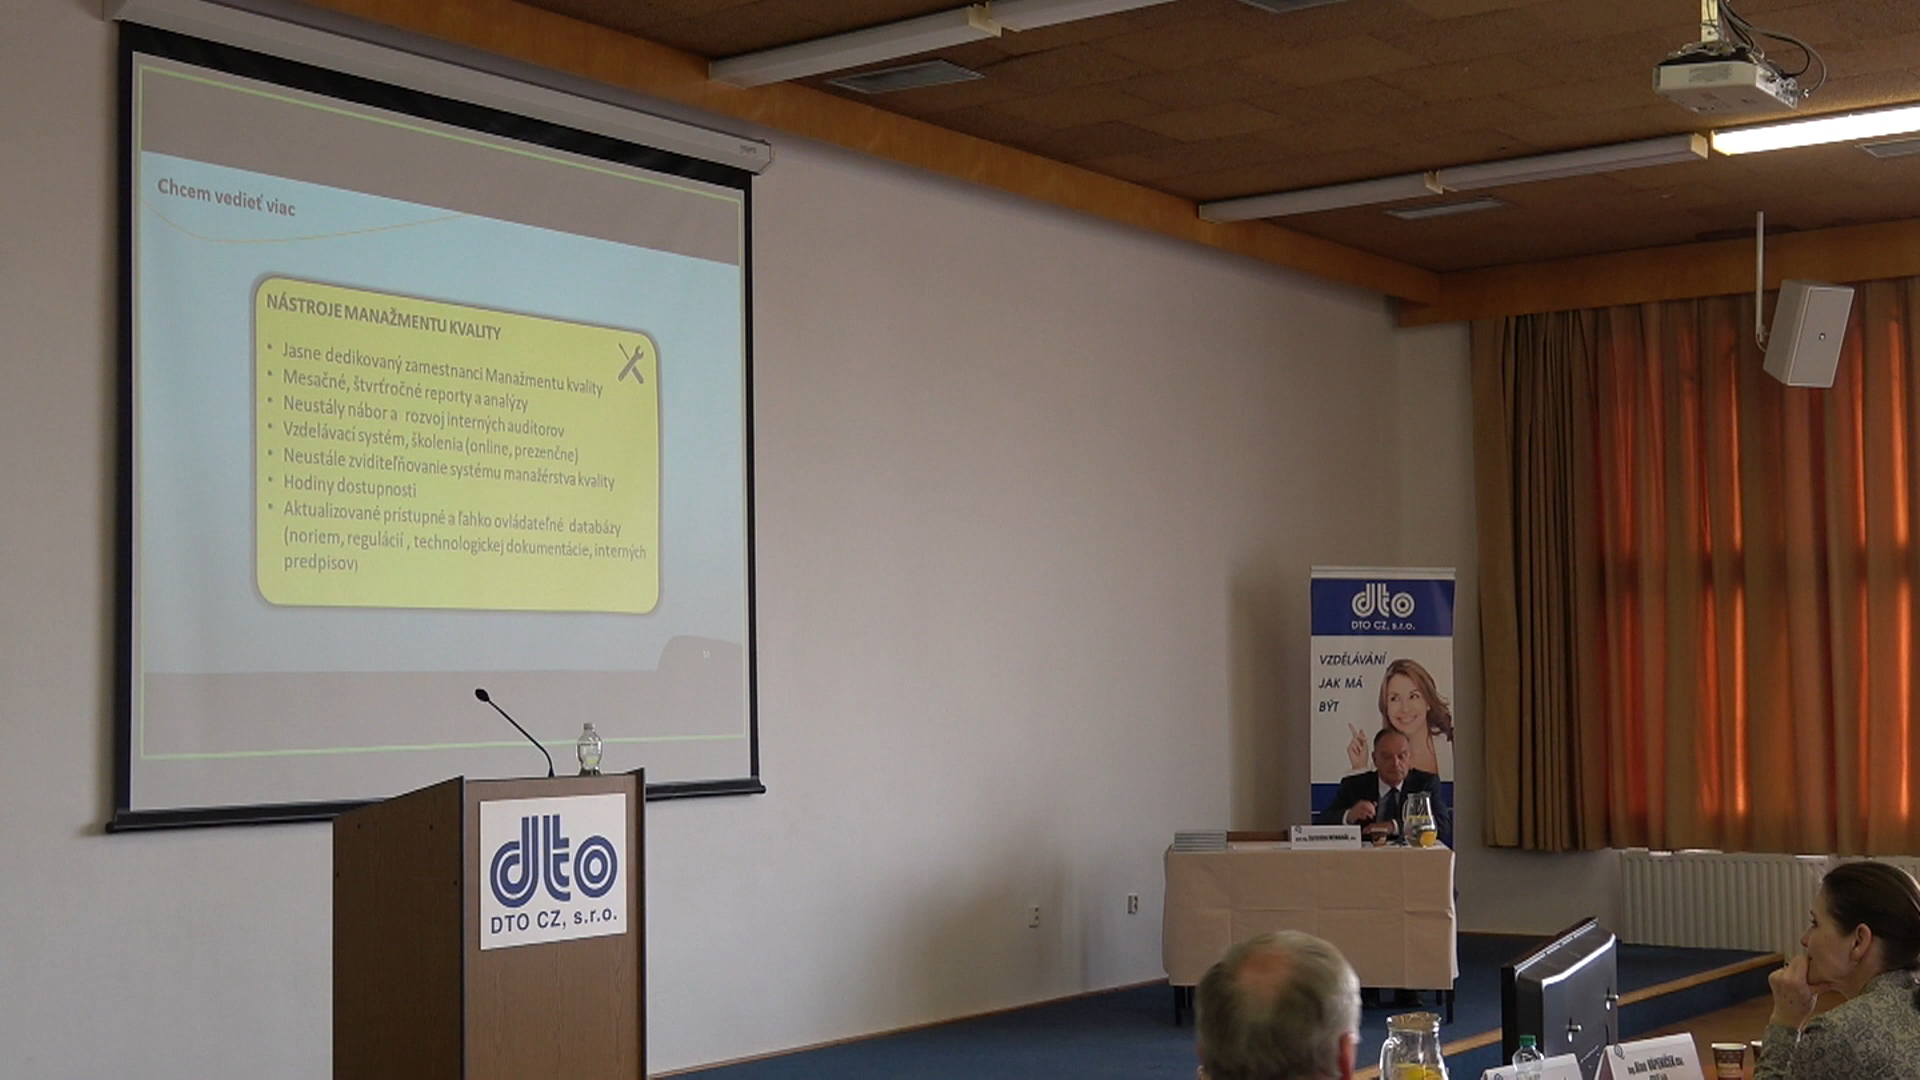 Chcem vedieť viac
NÁSTROJE MANAŽMENTU KVALITY
• Jasne dedikovaný zamestnanci Manažmentu kvality
• Mesačné, štvrťročné reporty a analýzy
• Neustály nábor a rozvoj interných audítorov
• Vzdelávací systém, školenia (online, prezenčne)
• Neustále zviditeľňovanie systému manažérstva kvality
• Hodiny dostupnosti
• Aktualizované prístupné a ľahko ovládateľné databázy
(noriem, regulácií , technologickej dokumentácie, interných
predpisov)
11
dto
DTO CZ, s.r.o.
VZDĚLÁVÁNÍ
JAK MÁ
BÝT
dto
DTO CZ, s.r.o.